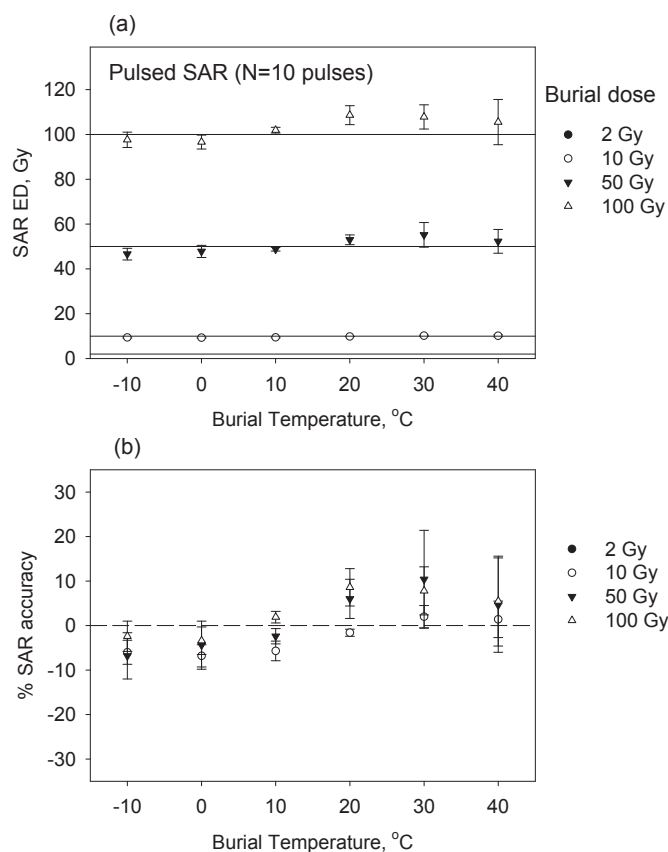 (a)
Pulsed SAR (N=10 pulses)
SAR ED, Gy
120
100
80
60
40
20
0
-10 0 10 20 30 40
Burial Temperature, °C
Burial dose
2 Gy
10 Gy
50 Gy
100 Gy
(b)
% SAR accuracy
30
20
10
0
-10
-20
-30
-10 0 10 20 30 40
Burial Temperature, °C
2 Gy
10 Gy
50 Gy
100 Gy